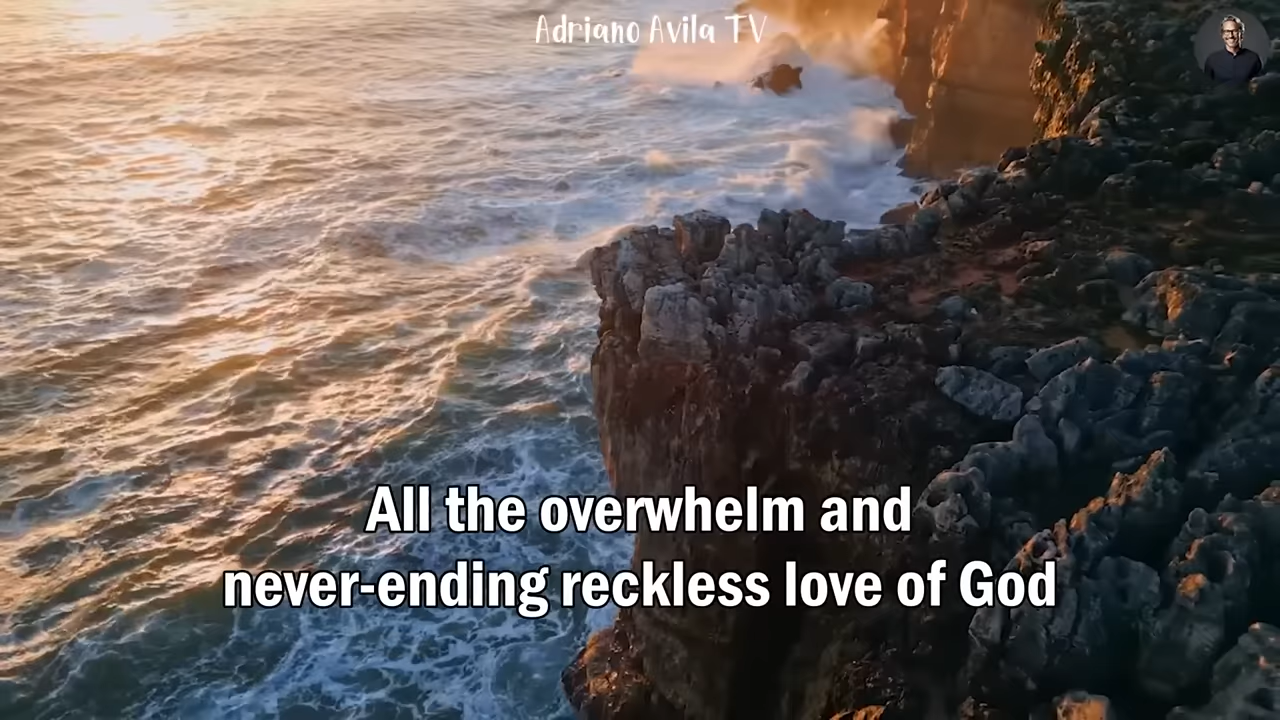 Adriano Avila TV
All the overwhelm and
never-ending reckless love of God